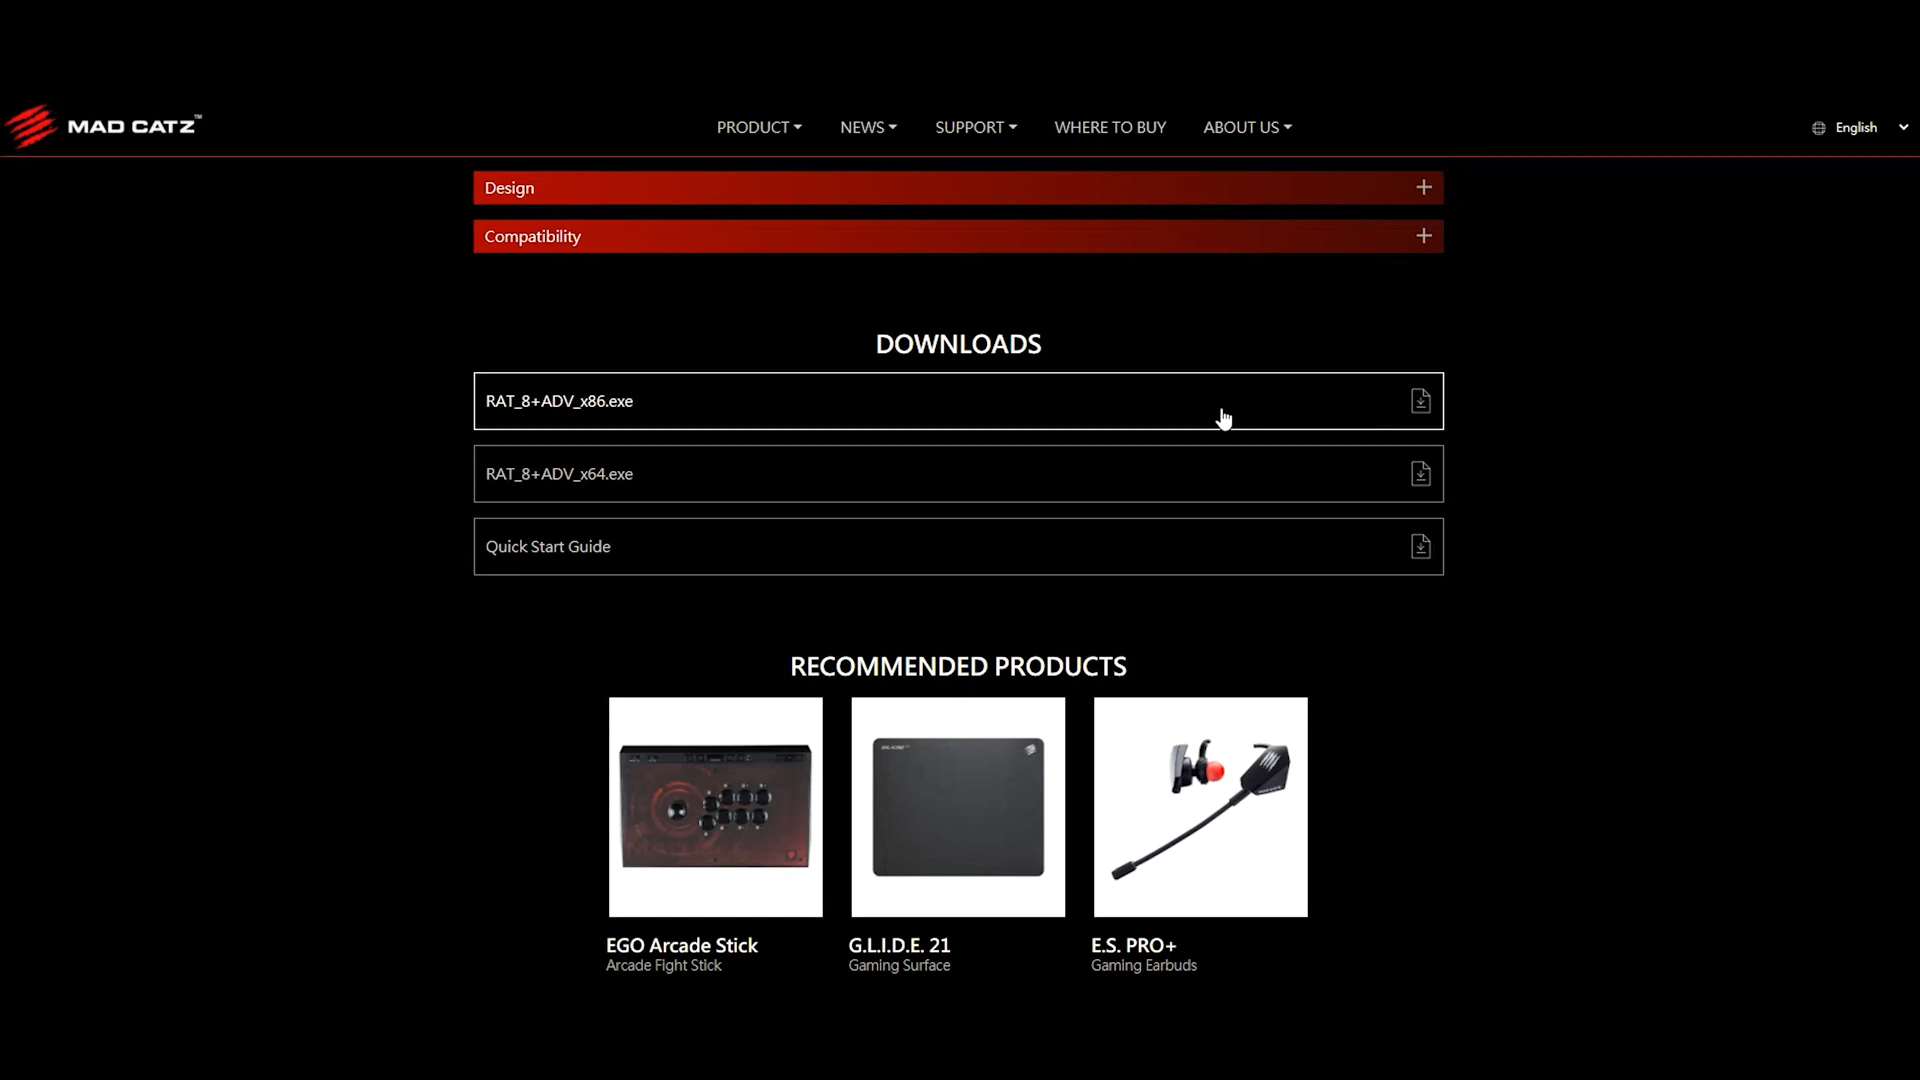 MAD CATZ™
PRODUCT
NEWS
SUPPORT
WHERE TO BUY
ABOUT US
English
Design
Compatibility
DOWNLOADS
RAT_8+ADV_x86.exe
RAT_8+ADV_x64.exe
Quick Start Guide
RECOMMENDED PRODUCTS
EGO Arcade Stick
Arcade Fight Stick
G.L.I.D.E. 21
Gaming Surface
E.S. PRO+
Gaming Earbuds